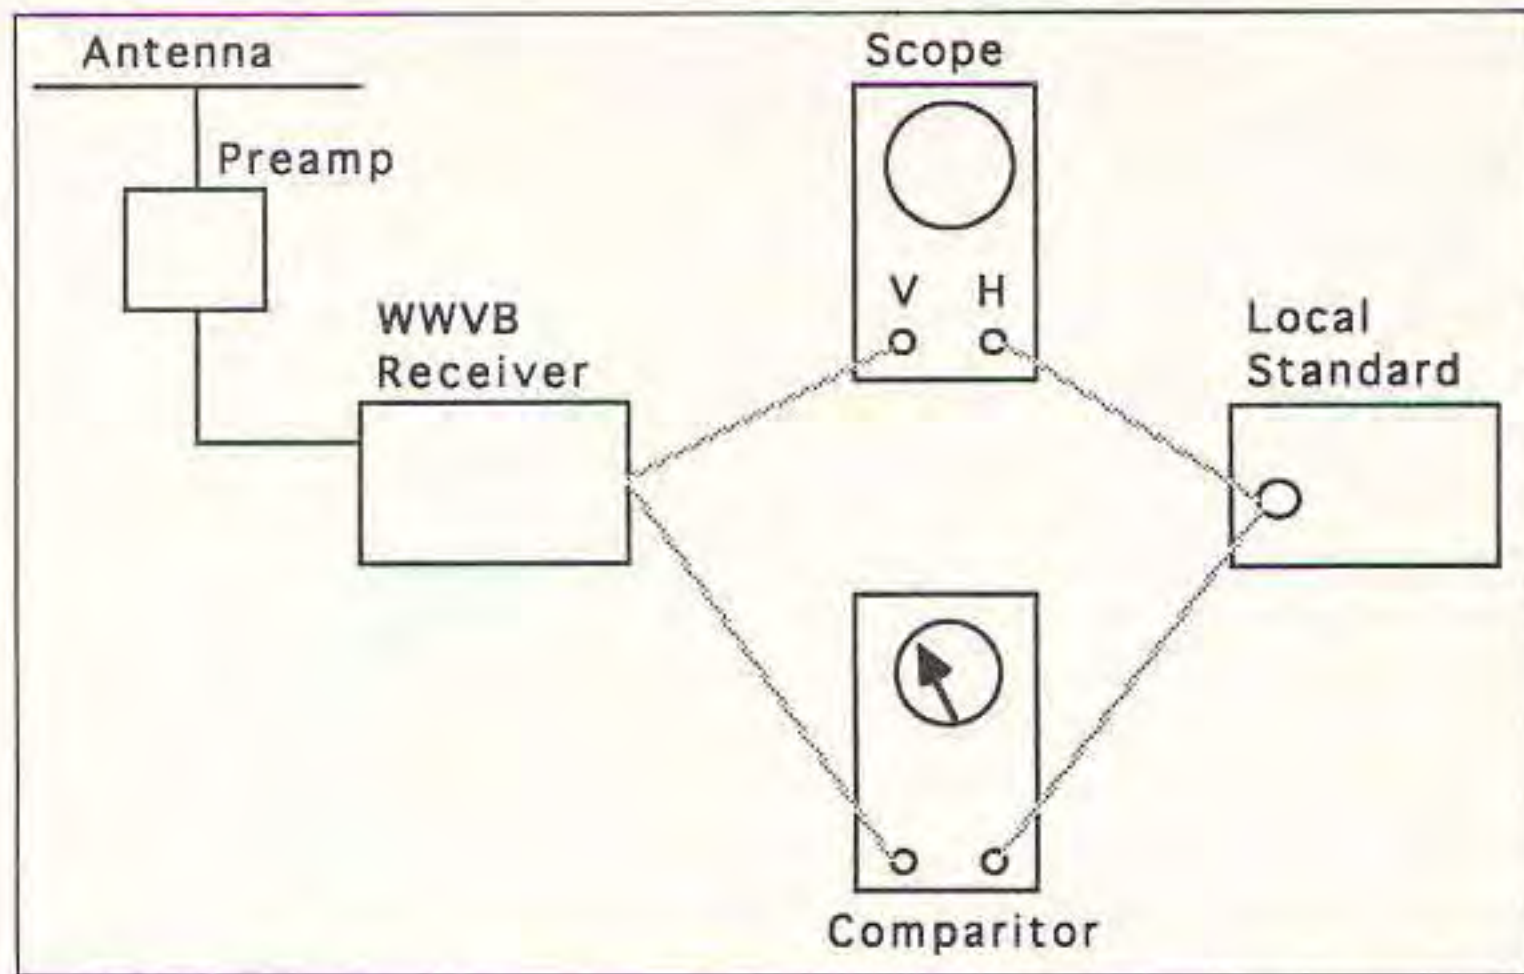 Antenna
Scope
Preamp
V H
WWVB
Receiver
Local
Standard
Comparitor